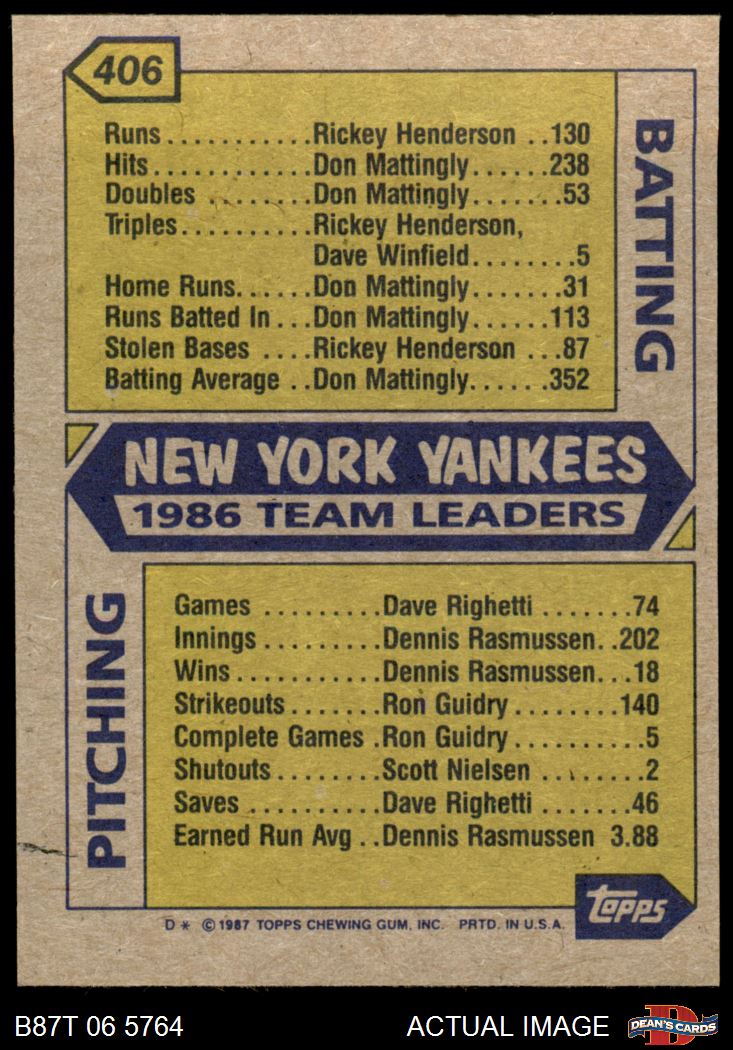 406
BATTING
Runs...........Rickey Henderson ..130
Hits............Don Mattingly......238
Doubles ........Don Mattingly.......53
Triples..........Rickey Henderson,
Dave Winfield........5
Home Runs......Don Mattingly.......31
Runs Batted In...Don Mattingly......113
Stolen Bases ....Rickey Henderson ...87
Batting Average ..Don Mattingly......352
NEW YORK YANKEES
1986 TEAM LEADERS
PITCHING
Games .........Dave Righetti .......74
Innings .........Dennis Rasmussen..202
Wins ............Dennis Rasmussen...18
Strikeouts .......Ron Guidry ........140
Complete Games .Ron Guidry ..........5
Shutouts ........Scott Nielsen ........2
Saves ..........Dave Righetti .......46
Earned Run Avg ..Dennis Rasmussen 3.88
topps
D* ©1987 TOPPS CHEWING GUM, INC. PRTD. IN U.S.A.
B87T 06 5764
ACTUAL IMAGE
D
DEAN'S CARDS